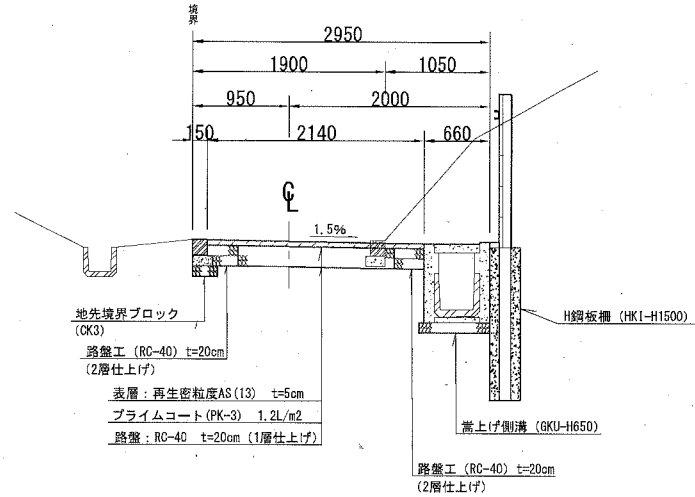 境界
2950
1900 1050
950 2000
150 2140 660
CL
1.5%
地先境界ブロック
(CK3)
H鋼板柵 (HKI-H1500)
路盤工 (RC-40) t=20cm
(2層仕上げ)
表層:再生密粒度AS(13) t=5cm
プライムコート(PK-3) 1.2L/m2
嵩上げ側溝 (GKU-H650)
路盤:RC-40 t=20cm (1層仕上げ)
路盤工 (RC-40) t=20cm
(2層仕上げ)